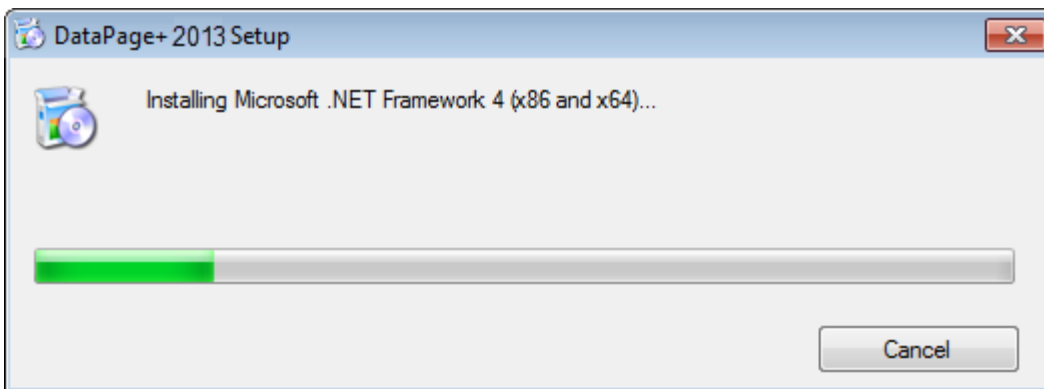 DataPage+ 2013 Setup
Installing Microsoft .NET Framework 4 (x86 and x64)...
Cancel